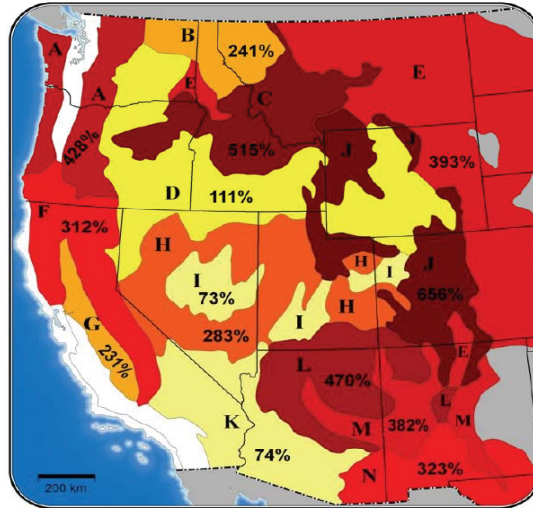 B
A
241%
E
A
E
C
J
J
428%
515%
393%
D
111%
F
312%
H
H
I
J
I
73%
656%
H
I
G
283%
231%
E
L
470%
L
K
M
382%
M
74%
N
323%
200 km